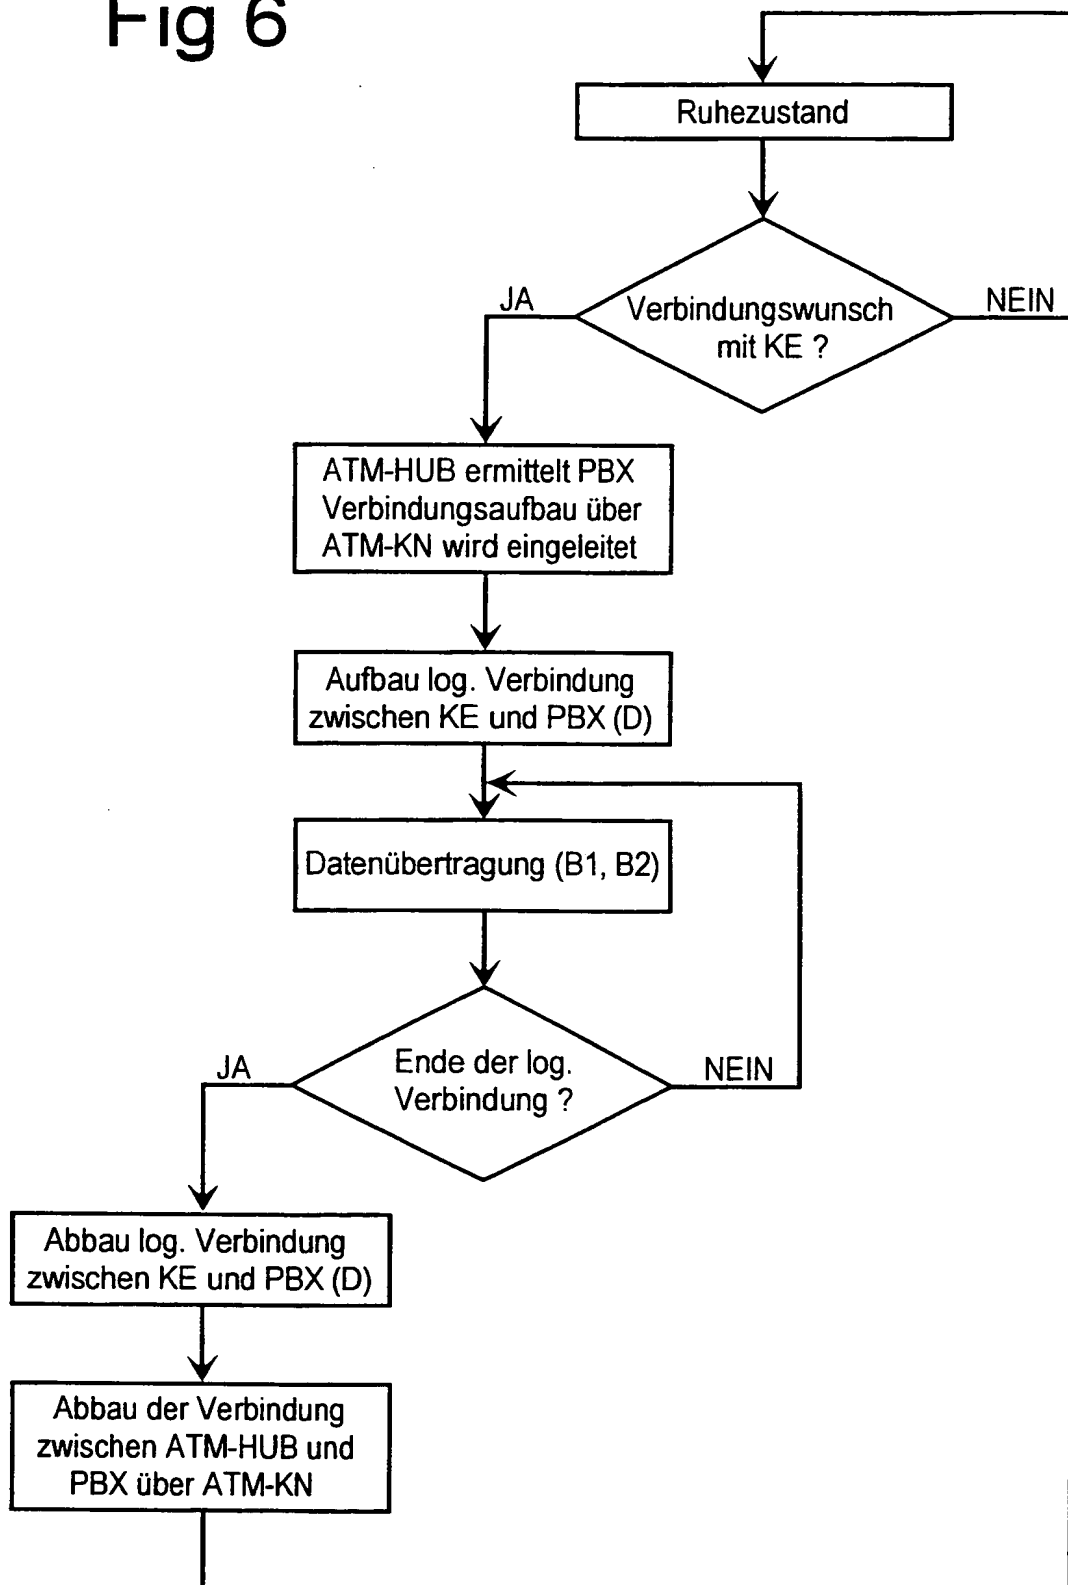 Fig 6
Ruhezustand
Verbindungswunsch
mit KE ?
JA
NEIN
ATM-HUB ermittelt PBX
Verbindungsaufbau über
ATM-KN wird eingeleitet
Aufbau log. Verbindung
zwischen KE und PBX (D)
Datenübertragung (B1, B2)
Ende der log.
Verbindung ?
JA
NEIN
Abbau log. Verbindung
zwischen KE und PBX (D)
Abbau der Verbindung
zwischen ATM-HUB und
PBX über ATM-KN